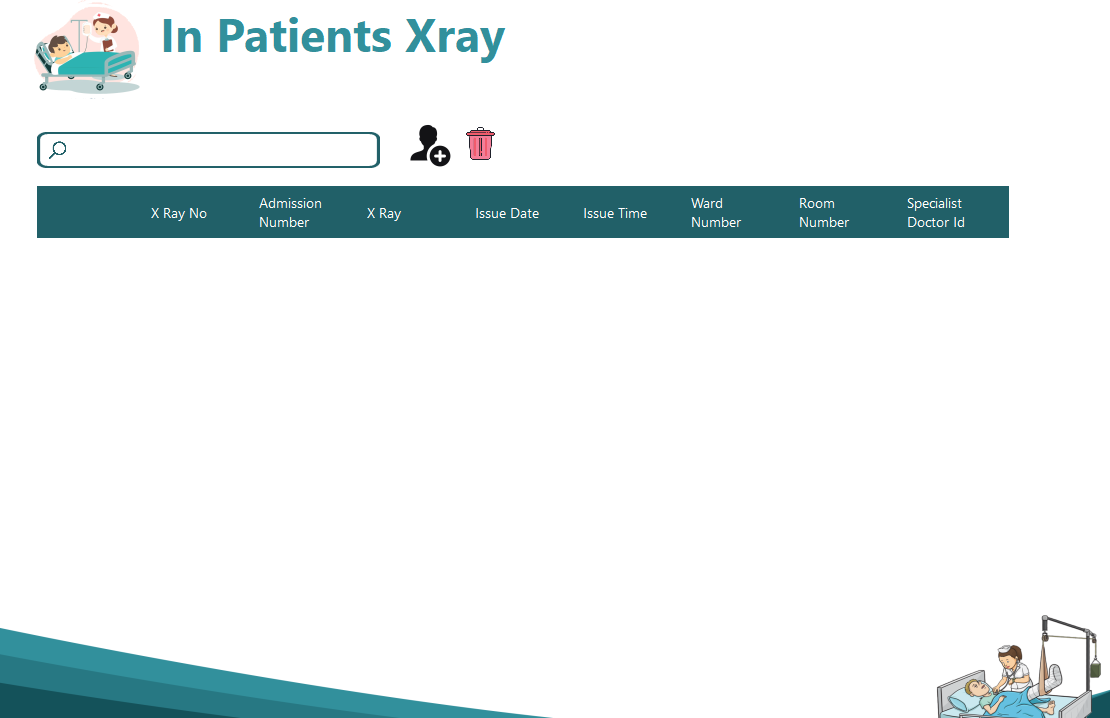 In Patients Xray
X Ray No
Admission
Number
X Ray
Issue Date
Issue Time
Ward
Number
Room
Number
Specialist
Doctor Id